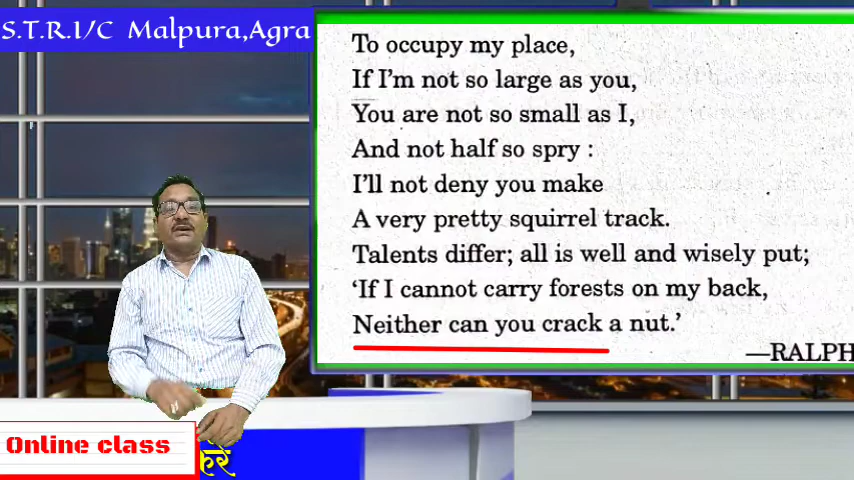 S.T.R.I/C Malpura,Agra
To occupy my place,
If I'm not so large as you,
You are not so small as I,
And not half so spry :
I'll not deny you make
A very pretty squirrel track.
Talents differ; all is well and wisely put;
‘If I cannot carry forests on my back,
Neither can you crack a nut.’
—RALPH
Online class
करें